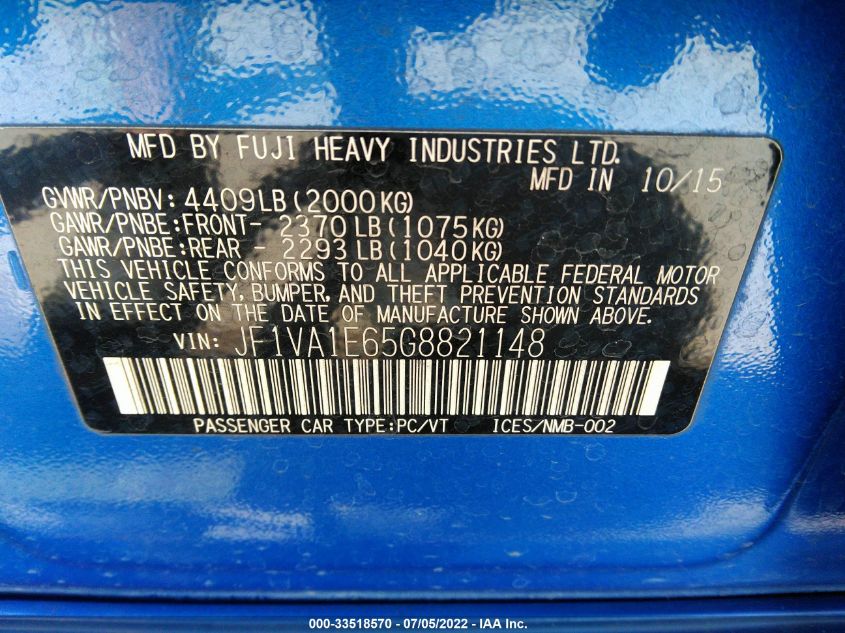 MFD BY FUJI HEAVY INDUSTRIES LTD.
MFD IN 10/15
GVWR/PNBV: 4409LB(2000KG)
GAWR/PNBE:FRONT- 2370LB(1075KG)
GAWR/PNBE:REAR - 2293LB(1040KG)
THIS VEHICLE CONFORMS TO ALL APPLICABLE FEDERAL MOTOR
VEHICLE SAFETY, BUMPER, AND THEFT PREVENTION STANDARDS
IN EFFECT ON THE DATE OF MANUFACTURE SHOWN ABOVE.
VIN: JF1VA1E65G8821148
PASSENGER CAR TYPE:PC/VT ICES/NMB-002
000-33518570 - 07/05/2022 - IAA Inc.